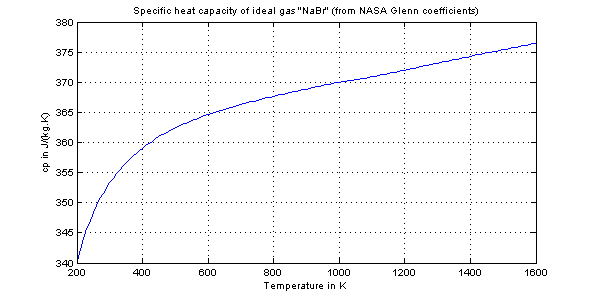 Specific heat capacity of ideal gas "NaBr" (from NASA Glenn coefficients)
380
375
370
365
360
355
350
345
340
cp in J/(kg.K)
200 400 600 800 1000 1200 1400 1600
Temperature in K